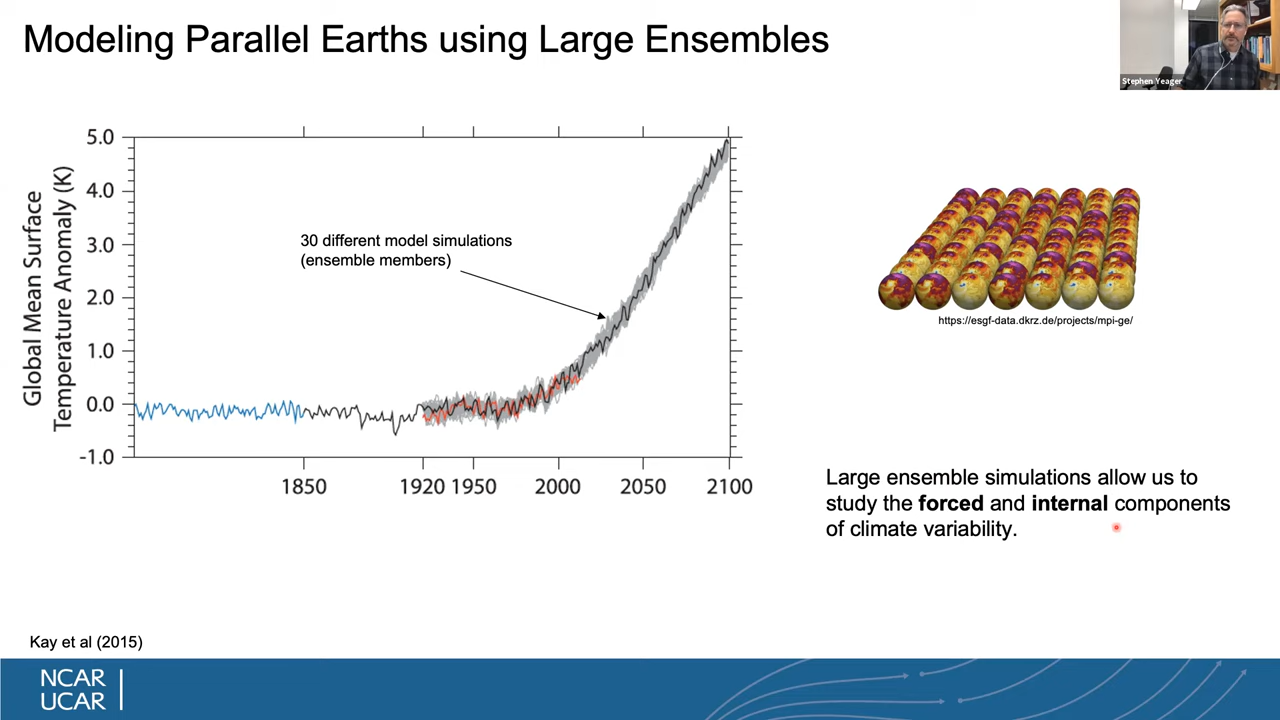 Modeling Parallel Earths using Large Ensembles
Stephen Yeager
Global Mean Surface
Temperature Anomaly (K)
5.0
4.0
3.0
2.0
1.0
0.0
-1.0
30 different model simulations
(ensemble members)
1850
1920
1950
2000
2050
2100
https://esgf-data.dkrz.de/projects/mpi-ge/
Large ensemble simulations allow us to
study the forced and internal components
of climate variability.
Kay et al (2015)
NCAR
UCAR